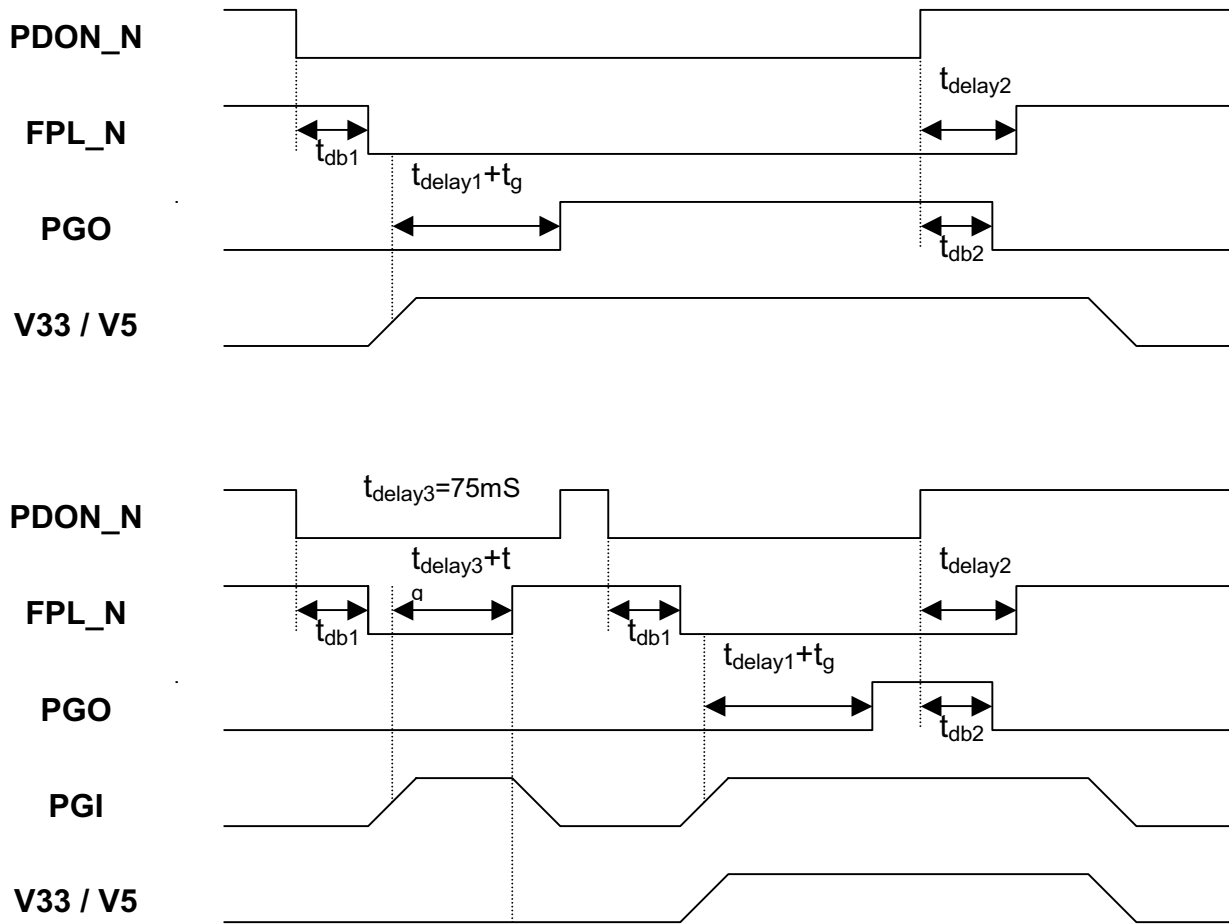 PDON_N
t_delay2
FPL_N
t_db1
t_delay1+t_g
PGO
t_db2
V33 / V5
t_delay3=75mS
PDON_N
t_delay3+t
g
t_delay2
FPL_N
t_db1
t_db1
t_delay1+t_g
PGO
t_db2
PGI
V33 / V5